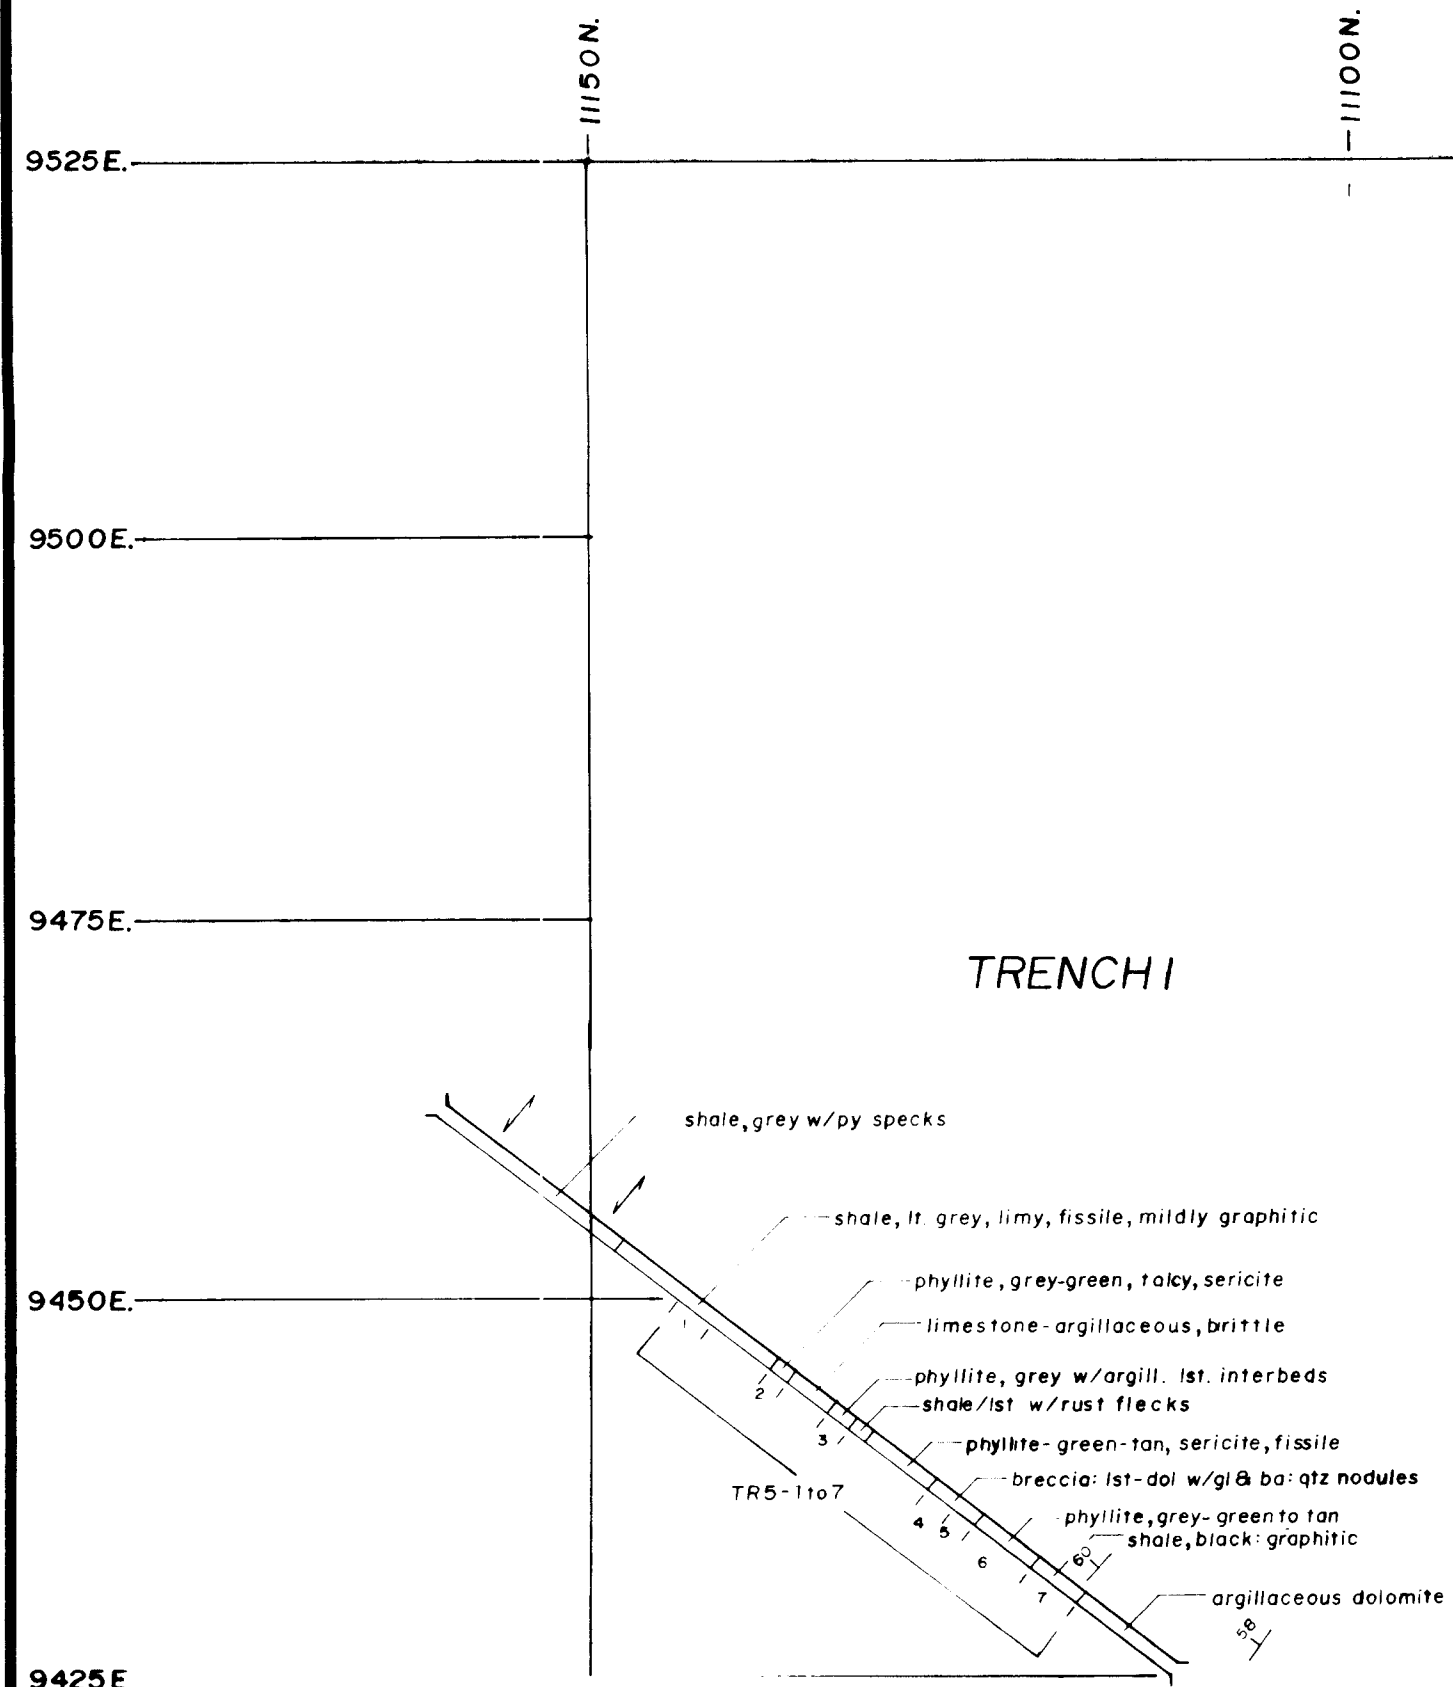 11150N.
11100N.
9525E.
9500E.
9475E.
TRENCH 1
shale, grey w/py specks
shale, lt. grey, limy, fissile, mildly graphitic
phyllite, grey-green, talcy, sericite
9450E.
limestone-argillaceous, brittle
1
phyllite, grey w/argill. lst. interbeds
2
shale/lst w/rust flecks
3
phyllite-green-tan, sericite, fissile
breccia: lst-dol w/gl & ba: qtz nodules
TR5-1to7
4
5
phyllite, grey-green to tan
shale, black: graphitic
60
6
7
argillaceous dolomite
58
9425E